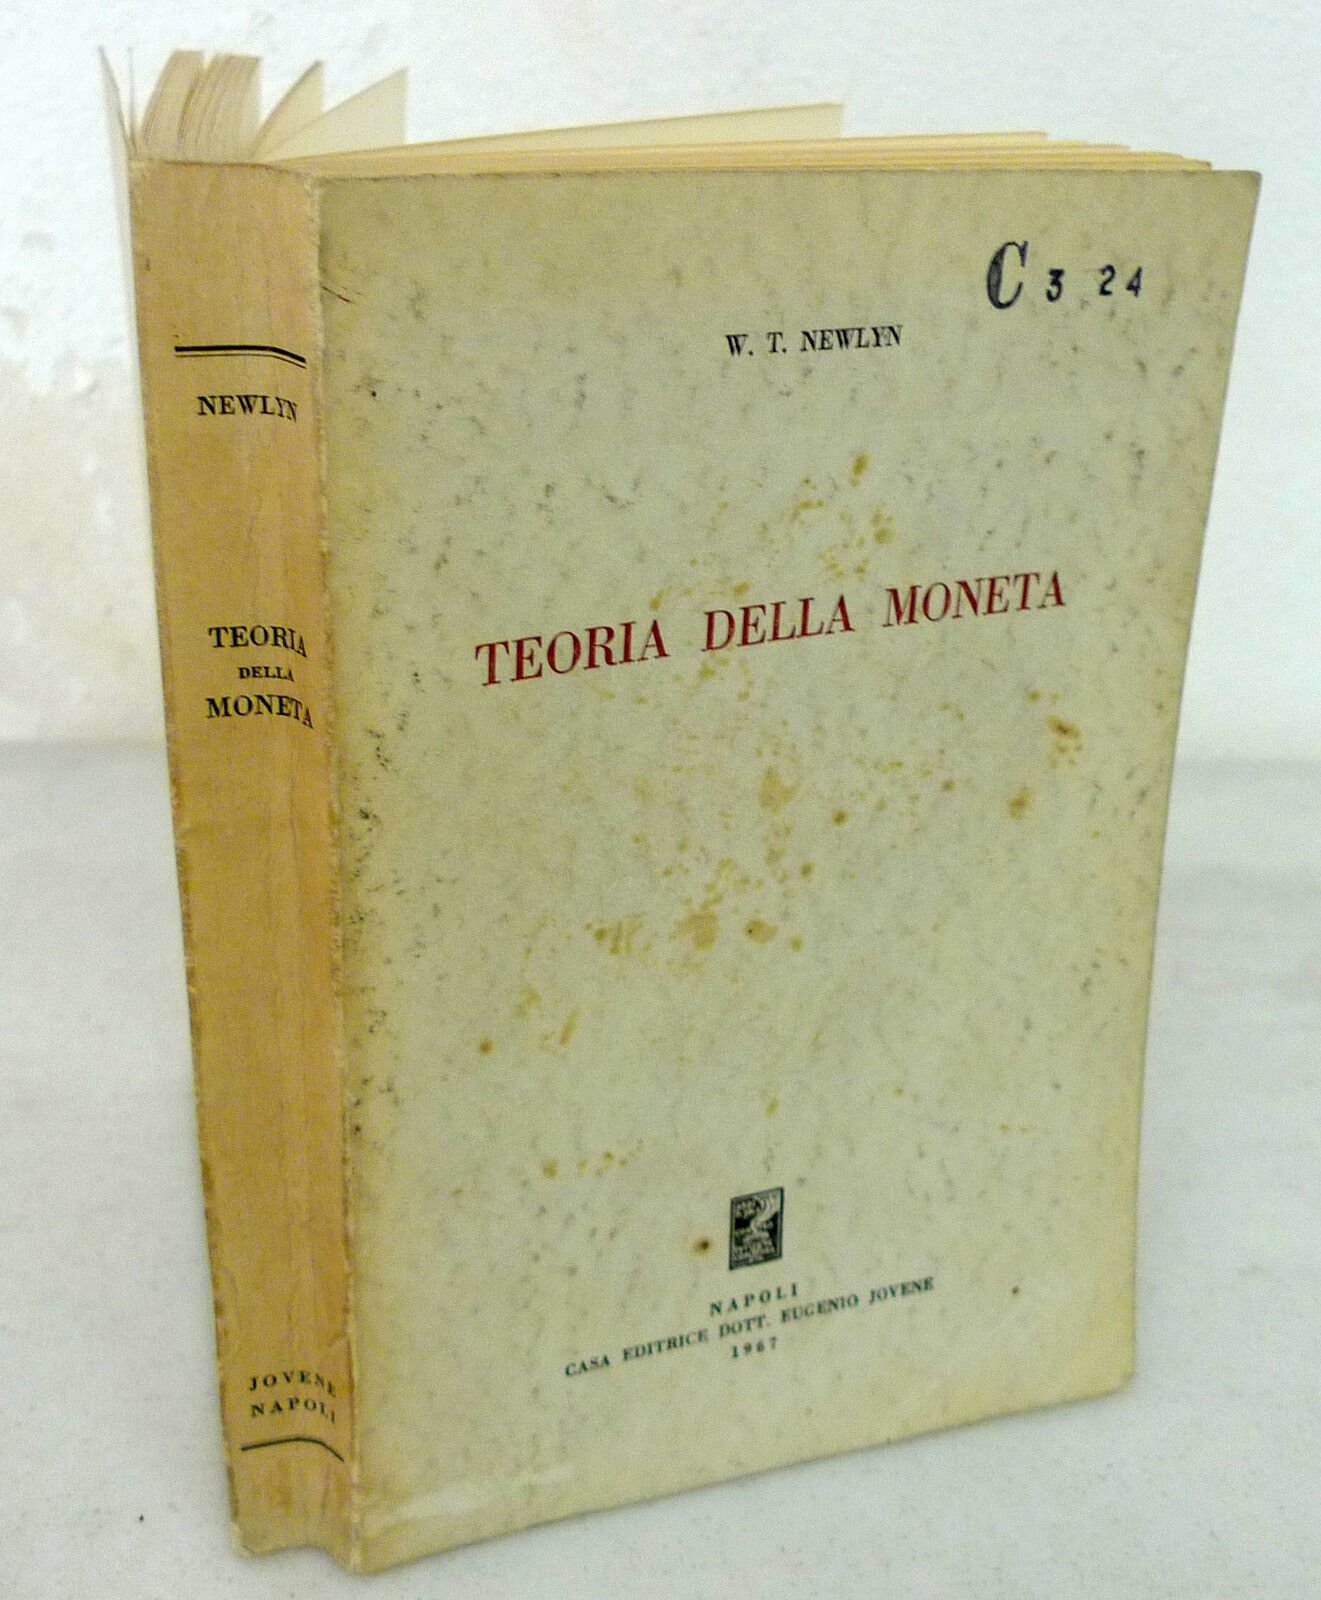 NEWLYN
TEORIA
DELLA
MONETA
JOVENE
NAPOLI
C 3 24
W. T. NEWLYN
TEORIA DELLA MONETA
NAPOLI
CASA EDITRICE DOTT. EUGENIO JOVENE
1967